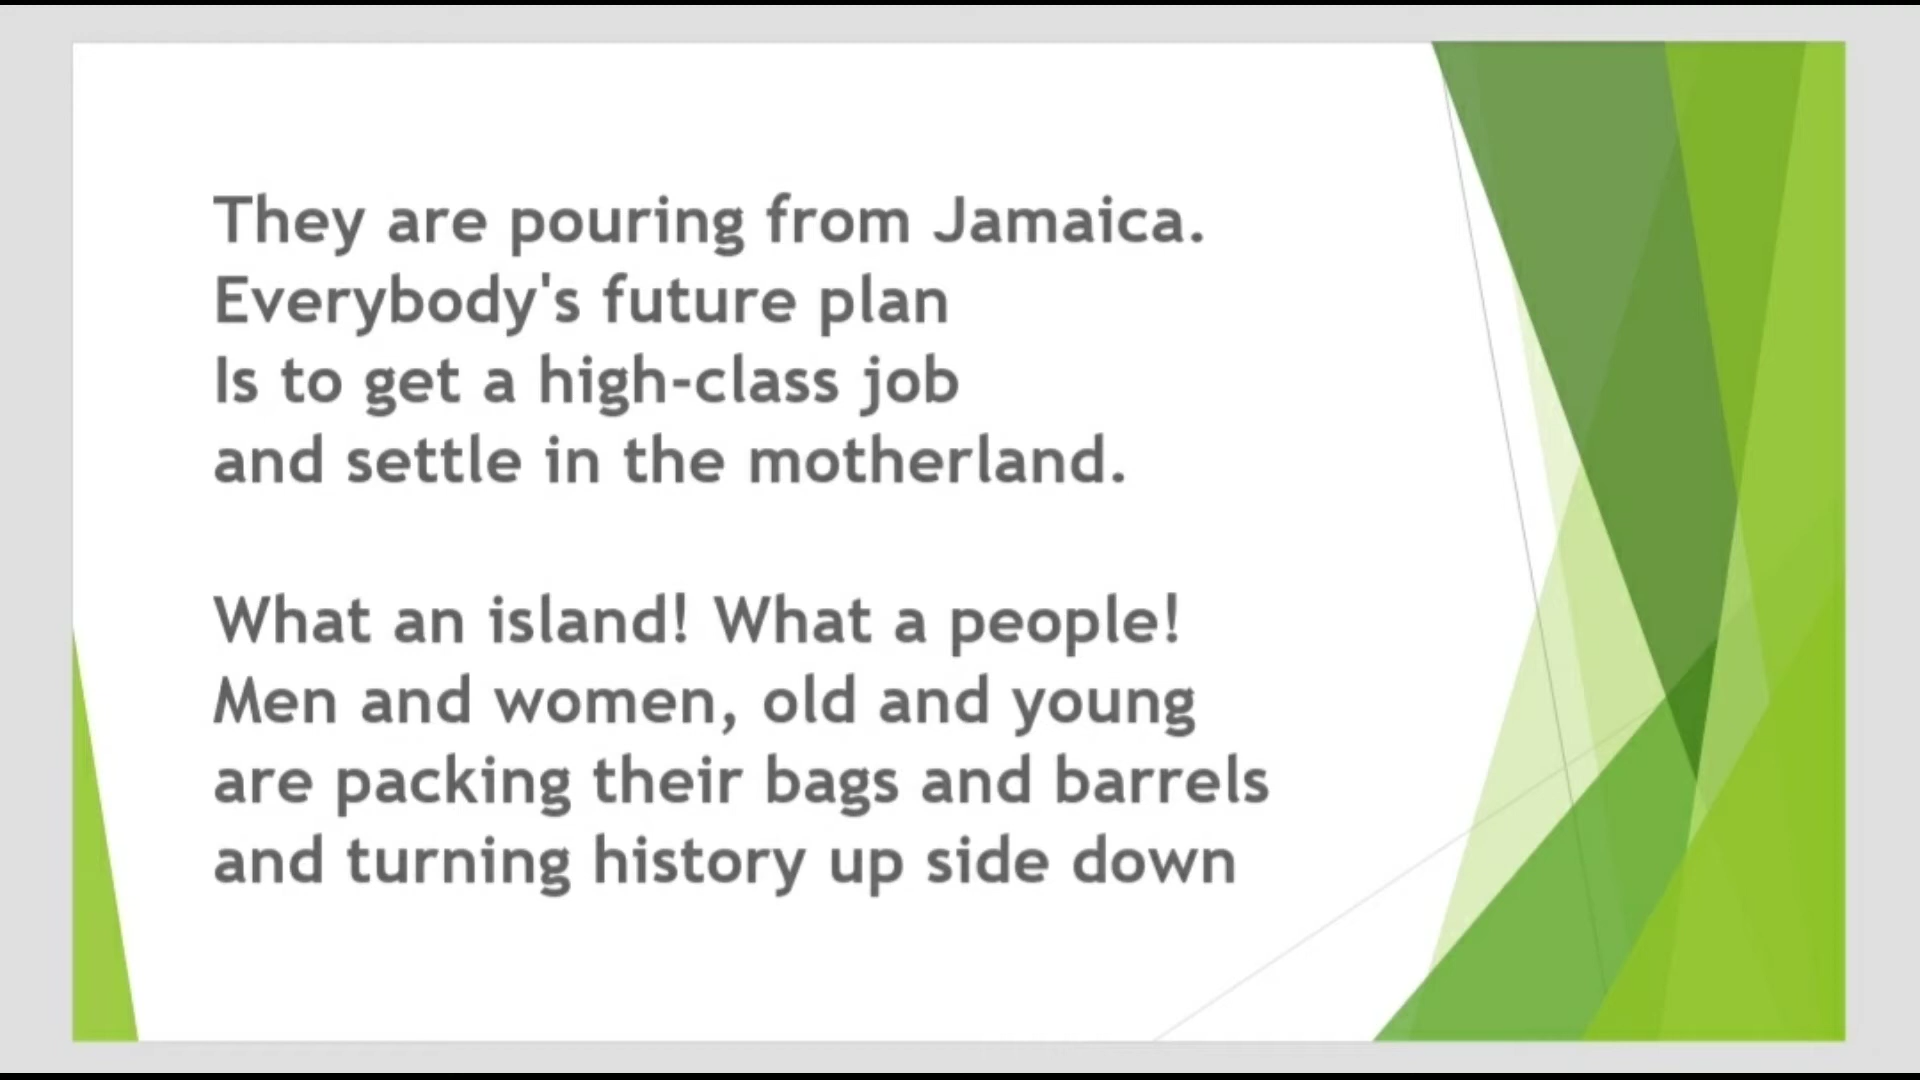 They are pouring from Jamaica.
Everybody's future plan
Is to get a high-class job
and settle in the motherland.
What an island! What a people!
Men and women, old and young
are packing their bags and barrels
and turning history up side down